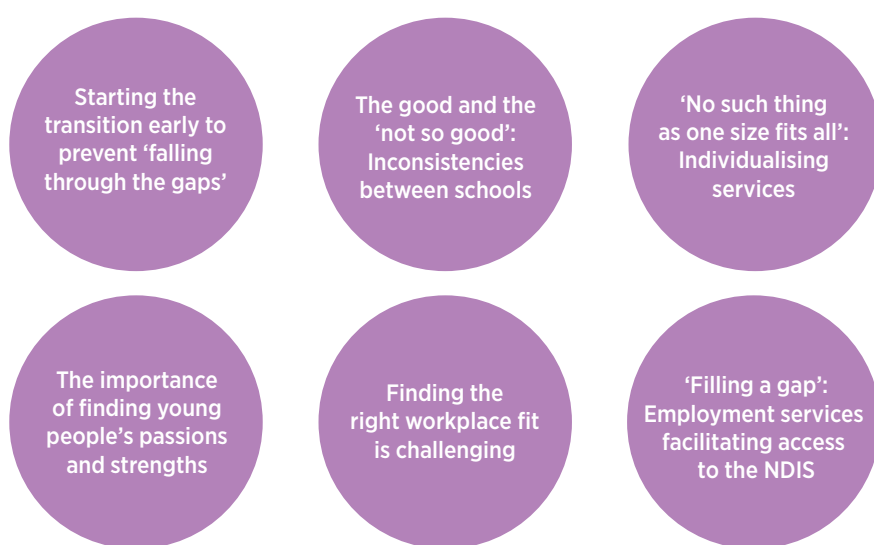 Starting the
transition early to
prevent ‘falling
through the gaps’
The good and the
‘not so good’:
Inconsistencies
between schools
‘No such thing
as one size fits all’:
Individualising
services
The importance
of finding young
people’s passions
and strengths
Finding the
right workplace fit
is challenging
‘Filling a gap’:
Employment services
facilitating access
to the NDIS